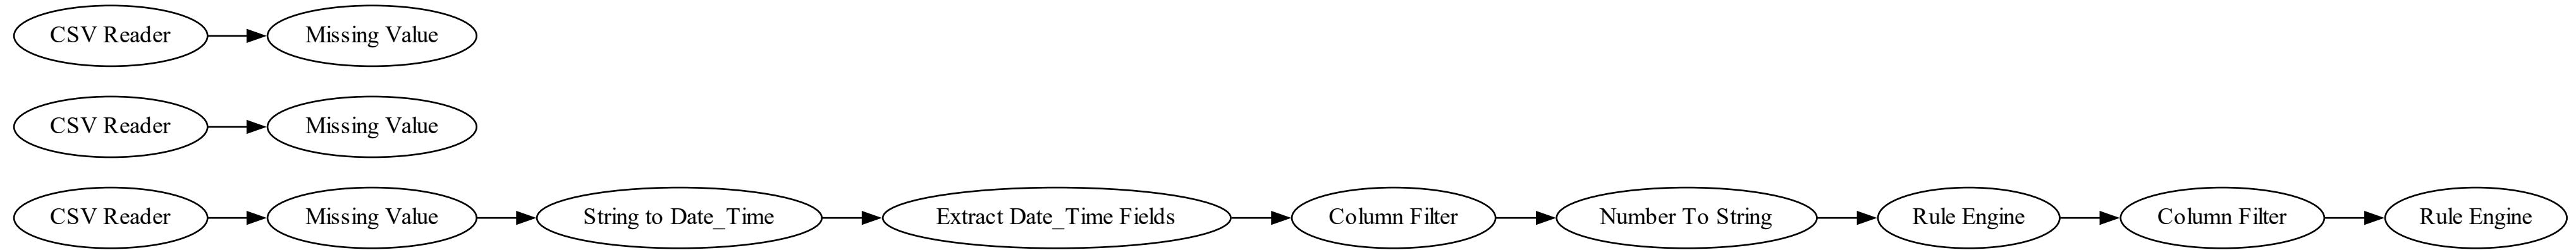 CSV Reader
Missing Value
CSV Reader
Missing Value
CSV Reader
Missing Value
String to Date_Time
Extract Date_Time Fields
Column Filter
Number To String
Rule Engine
Column Filter
Rule Engine